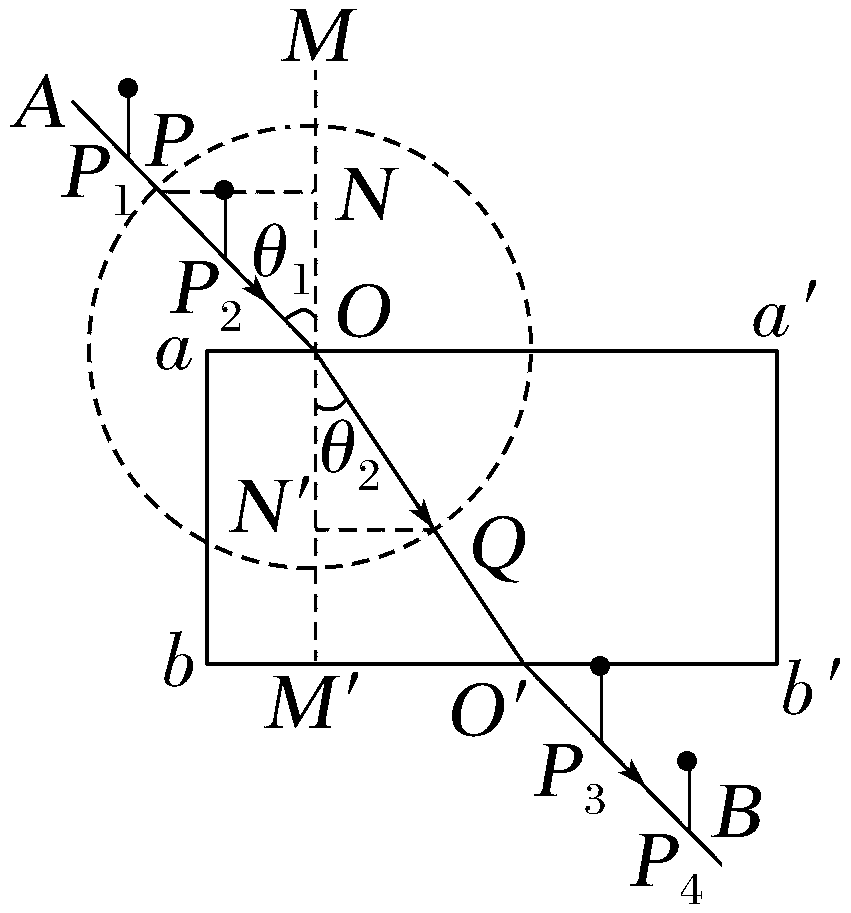 M
A
P
P₁
N
θ₁
P₂
O
a
a′
θ₂
N′
Q
b
M′
O′
b′
P₃
B
P₄